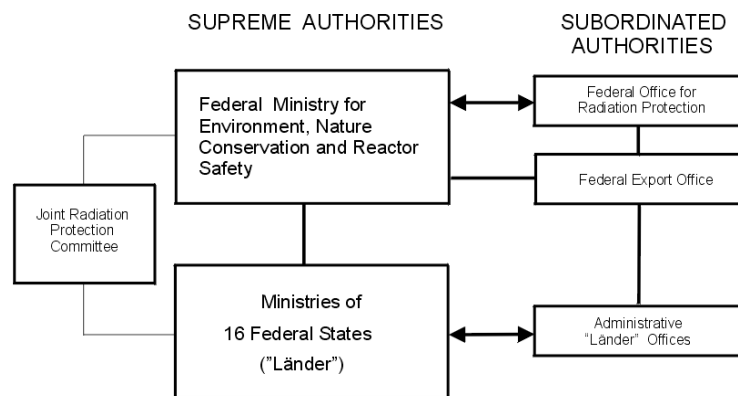 SUPREME AUTHORITIES
SUBORDINATED
AUTHORITIES
Federal Ministry for
Environment, Nature
Conservation and Reactor
Safety
Federal Office for
Radiation Protection
Federal Export Office
Joint Radiation
Protection
Committee
Ministries of
16 Federal States
(”Länder”)
Administrative
“Länder” Offices